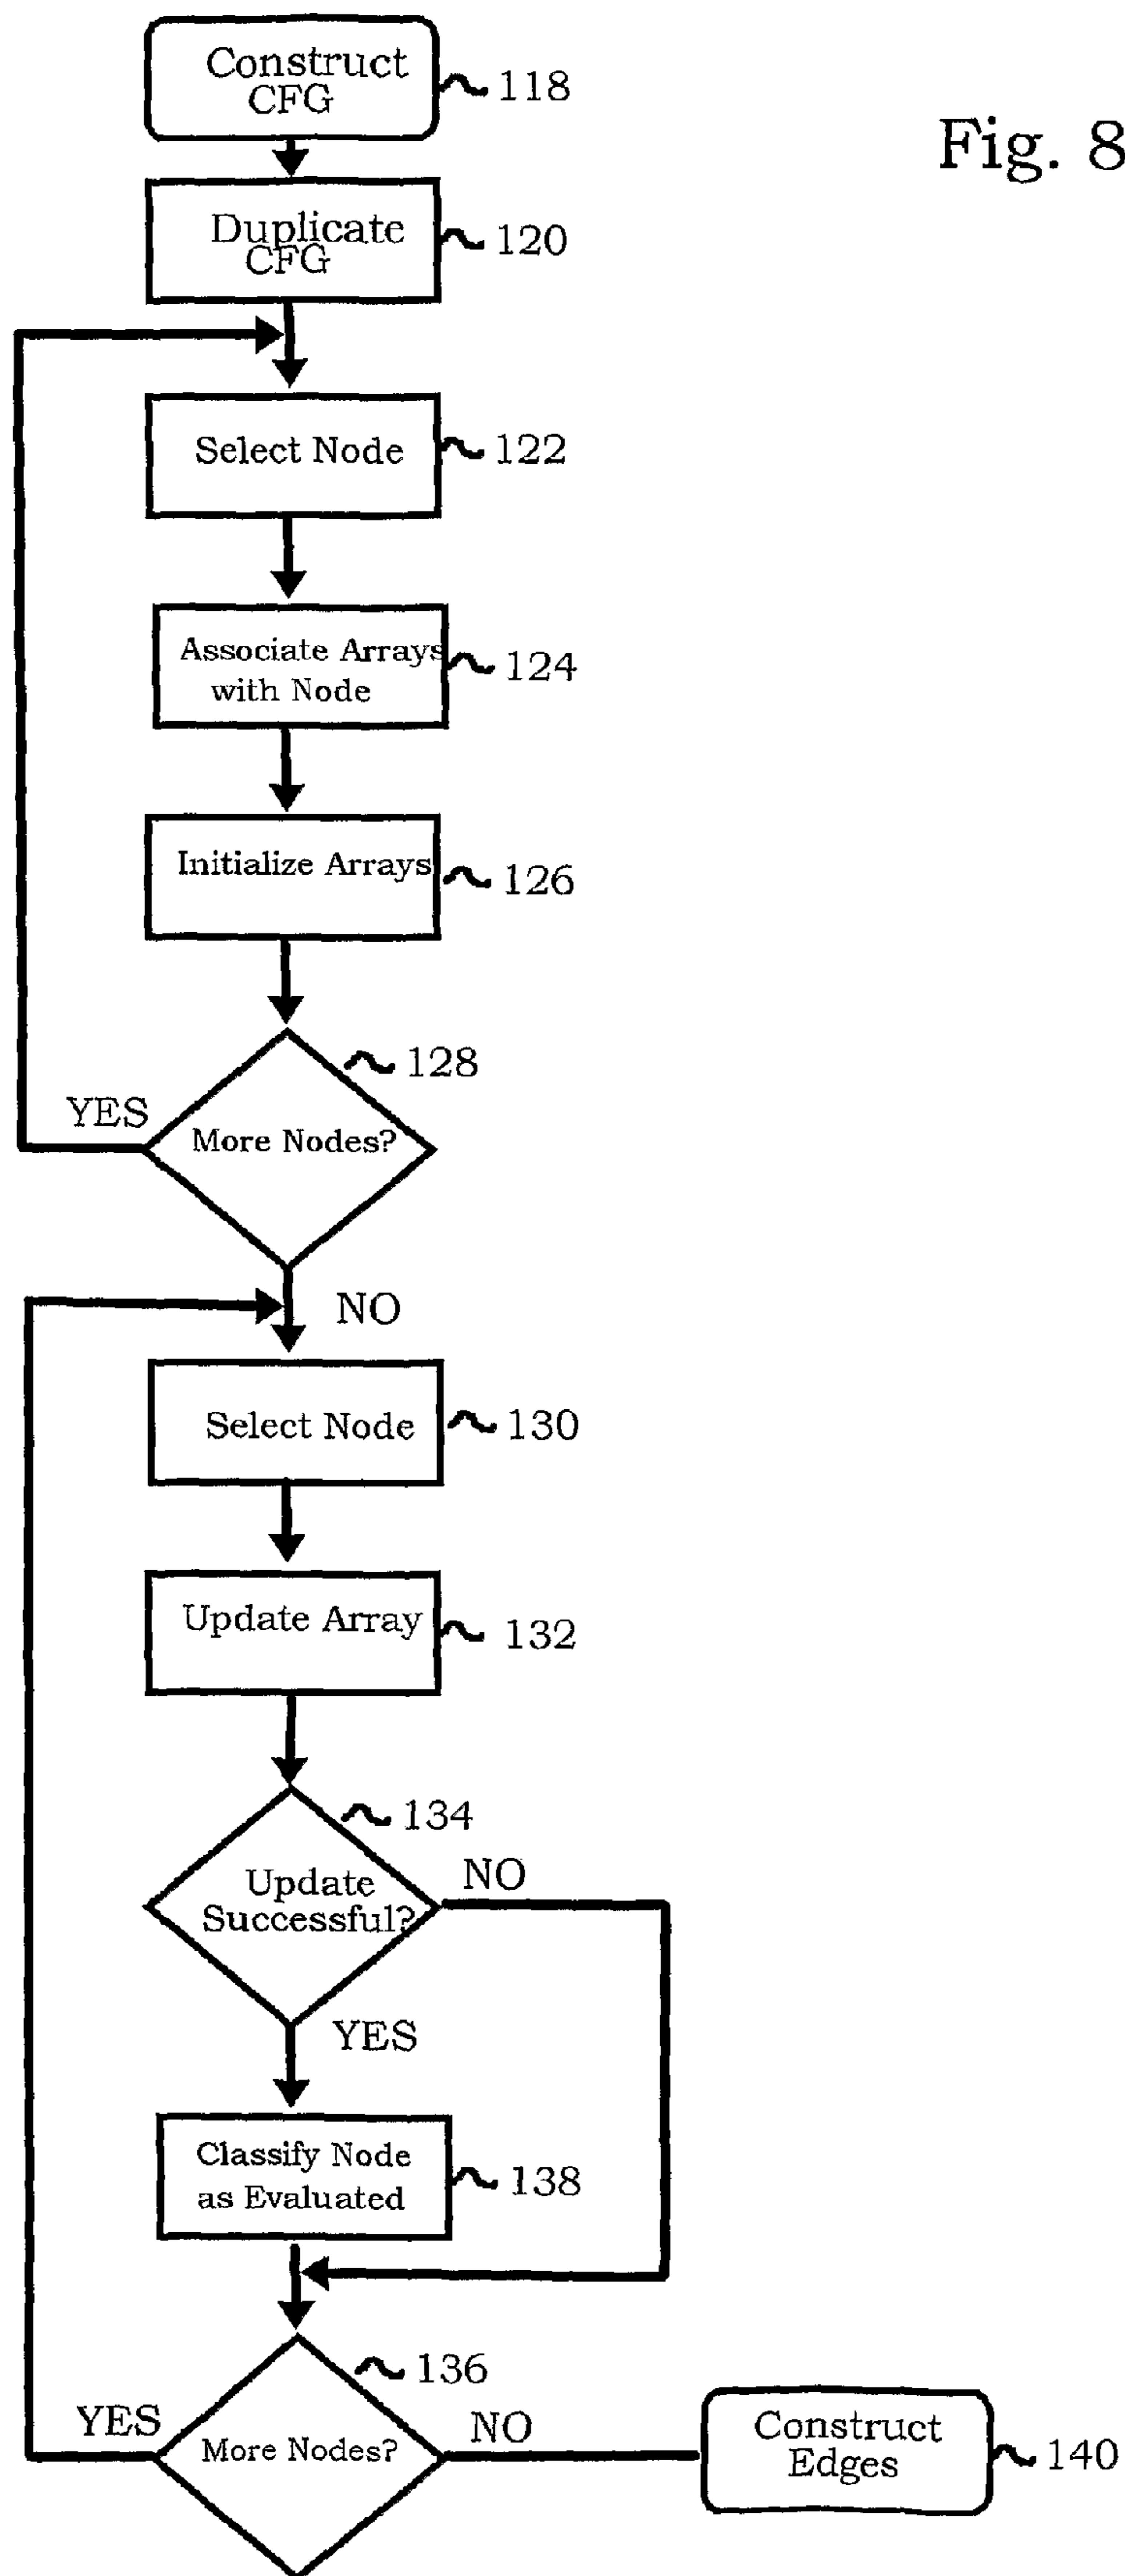 Construct
CFG
118
Fig. 8
Duplicate
CFG
120
Select Node
122
Associate Arrays
with Node
124
Initialize Arrays
126
128
YES
More Nodes?
NO
Select Node
130
Update Array
132
134
Update
Successful?
NO
YES
Classify Node
as Evaluated
138
136
YES
More Nodes?
NO
Construct
Edges
140